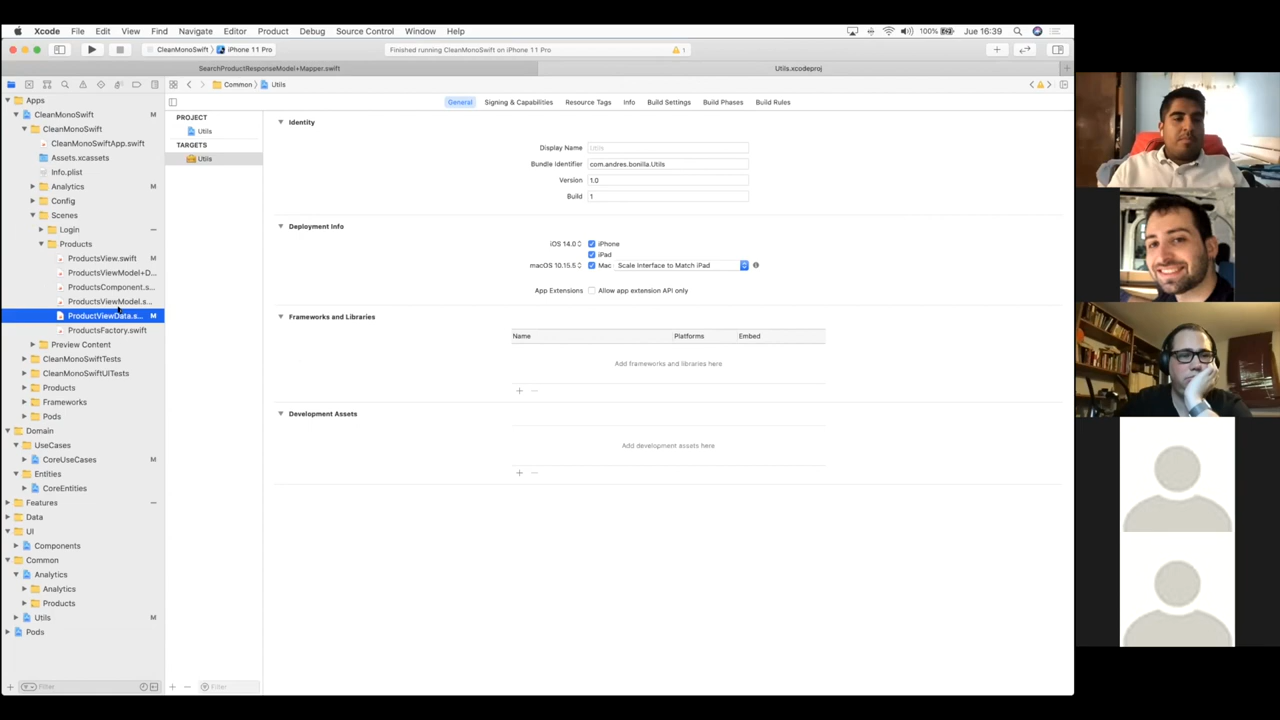 Xcode File Edit View Find Navigate Editor Product Debug Source Control Window Help 100% Jue 16:39
CleanMonoSwift iPhone 11 Pro Finished running CleanMonoSwift on iPhone 11 Pro 1
SearchProductResponseModel+Mapper.swift Utils.xcodeproj
Common Utils
General Signing & Capabilities Resource Tags Info Build Settings Build Phases Build Rules
Apps
CleanMonoSwift M
CleanMonoSwift
CleanMonoSwiftApp.swift
Assets.xcassets
Info.plist
Analytics M
Config
Scenes
Login
Products
ProductsView.swift
ProductsViewModel+D...
ProductsComponent.s...
ProductsViewModel.s...
ProductViewData.s... M
ProductsFactory.swift
Preview Content
CleanMonoSwiftTests
CleanMonoSwiftUITests
Products
Frameworks
Pods
Domain
UseCases
CoreUseCases M
Entities
CoreEntities
Features
Data
UI
Components
Common
Analytics
Analytics
Products
Utils M
Pods
Filter
PROJECT
Utils
TARGETS
Utils
Filter
Identity
Display Name Utils
Bundle Identifier com.andres.bonilla.Utils
Version 1.0
Build 1
Deployment Info
iOS 14.0 iPhone
iPad
macOS 10.15.5 Mac Scale Interface to Match iPad
App Extensions Allow app extension API only
Frameworks and Libraries
Name Platforms Embed
Add frameworks and libraries here
Development Assets
Add development assets here